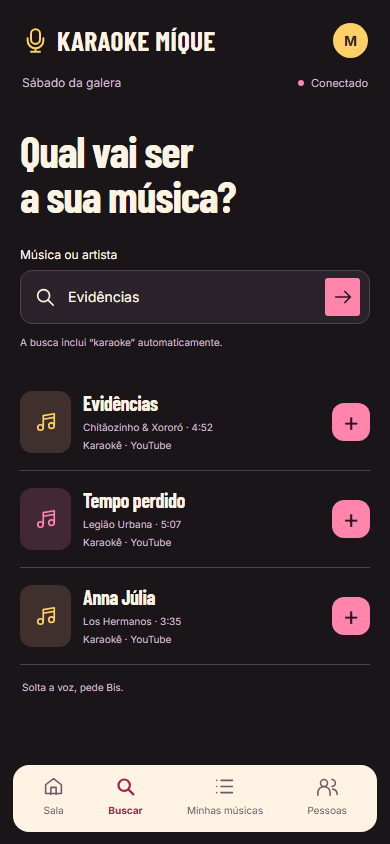 KARAOKE MÍQUE
M
Sábado da galera
Conectado
Qual vai ser
a sua música?
Música ou artista
Evidências
A busca inclui “karaoke” automaticamente.
Evidências
Chitãozinho & Xororó · 4:52
Karaokê · YouTube
Tempo perdido
Legião Urbana · 5:07
Karaokê · YouTube
Anna Júlia
Los Hermanos · 3:35
Karaokê · YouTube
Solta a voz, pede Bis.
Sala
Buscar
Minhas músicas
Pessoas